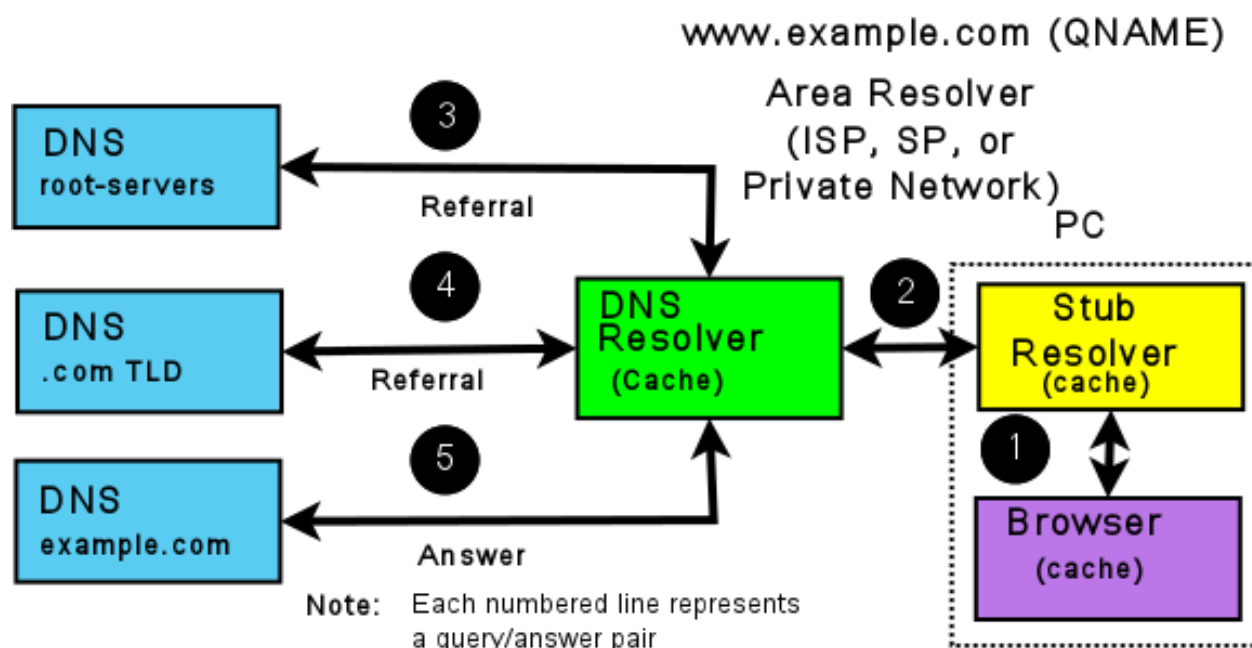 www.example.com (QNAME)
Area Resolver
(ISP, SP, or
Private Network)
PC
3
DNS
root-servers
Referral
4
DNS
.com TLD
Referral
DNS
Resolver
(Cache)
2
Stub
Resolver
(cache)
1
Browser
(cache)
5
DNS
example.com
Answer
Note: Each numbered line represents
a query/answer pair